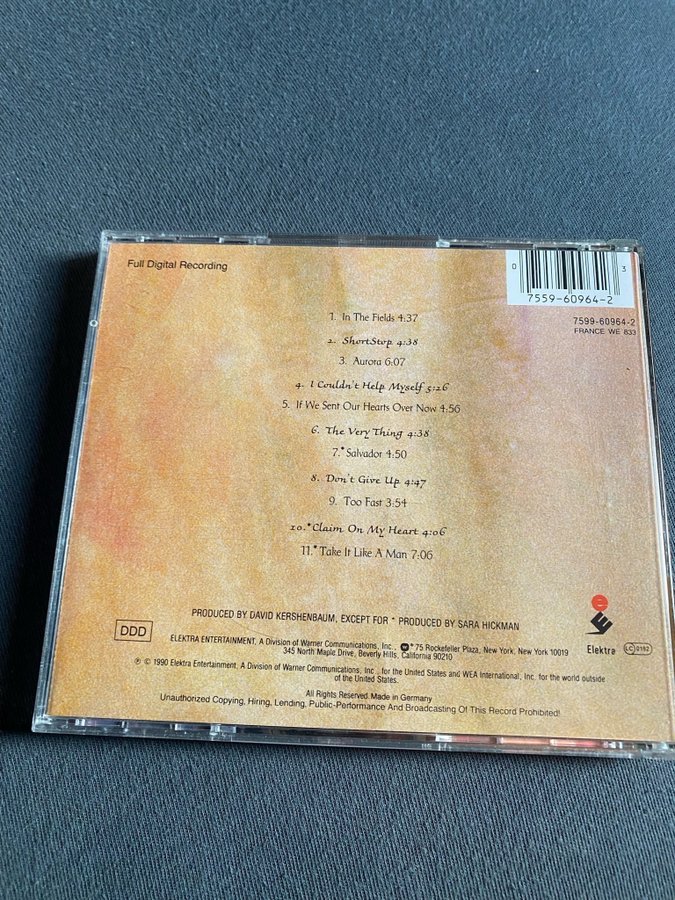 Full Digital Recording
0 3
7559-60964-2
7599-60964-2
FRANCE WE 833
1. In The Fields 4:37
2. ShortStop 4:38
3. Aurora 6:07
4. I Couldn't Help Myself 5:26
5. If We Sent Our Hearts Over Now 4:56
6. The Very Thing 4:38
7.* Salvador 4:50
8. Don't Give Up 4:47
9. Too Fast 3:54
10.* Claim On My Heart 4:06
11.* Take It Like A Man 7:06
PRODUCED BY DAVID KERSHENBAUM, EXCEPT FOR * PRODUCED BY SARA HICKMAN
DDD
ELEKTRA ENTERTAINMENT, A Division of Warner Communications, Inc., 75 Rockefeller Plaza, New York, New York 10019
345 North Maple Drive, Beverly Hills, California 90210
Elektra
LC 0192
℗ © 1990 Elektra Entertainment, A Division of Warner Communications, Inc., for the United States and WEA International, Inc. for the world outside
of the United States.
All Rights Reserved. Made in Germany
Unauthorized Copying, Hiring, Lending, Public-Performance And Broadcasting Of This Record Prohibited!